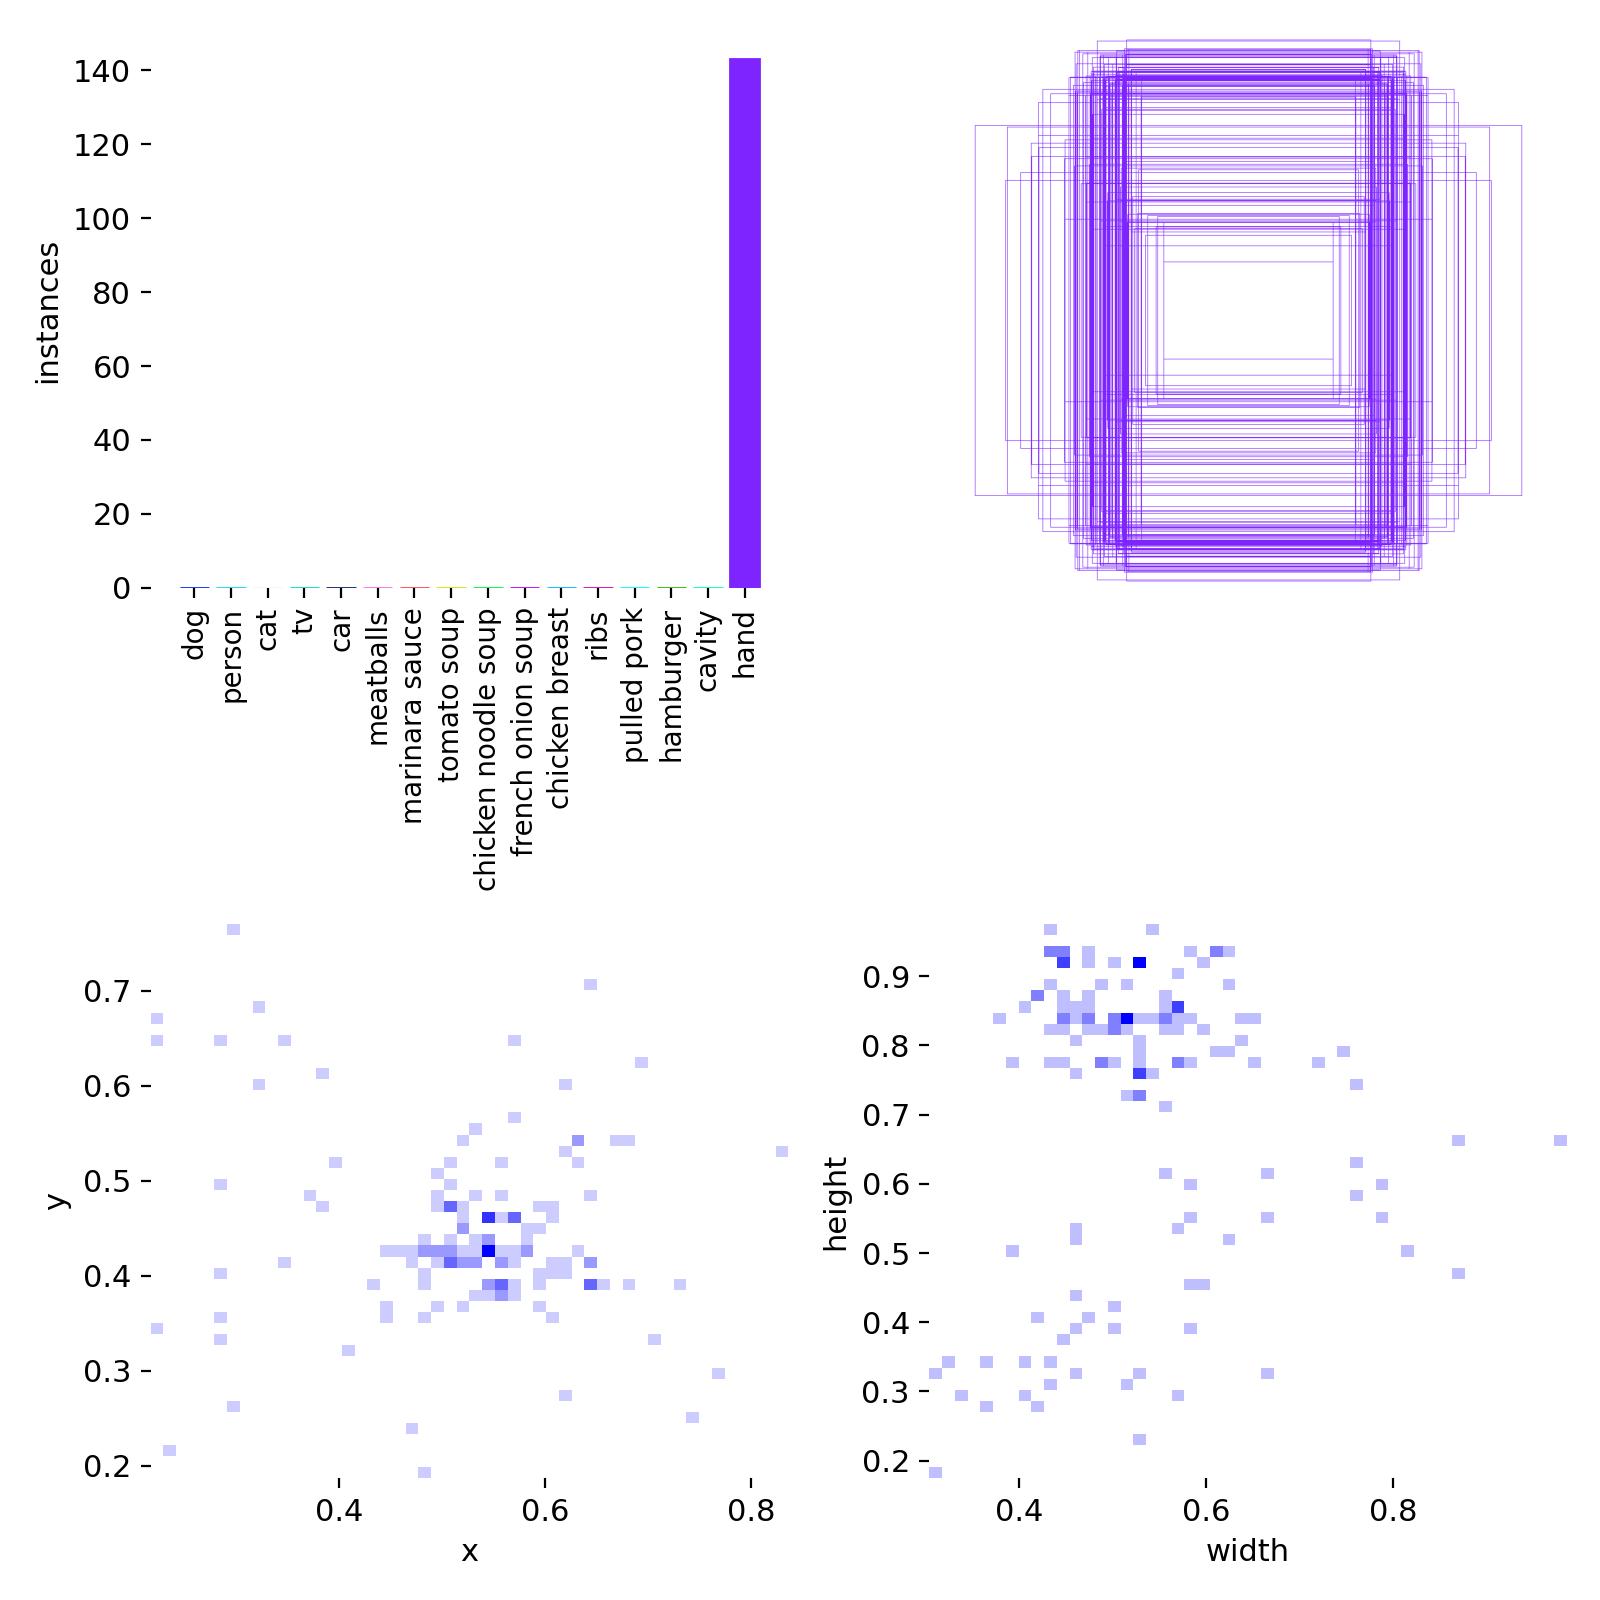 140
120
100
80
60
40
20
0
instances
dog
person
cat
tv
car
meatballs
marinara sauce
tomato soup
chicken noodle soup
french onion soup
chicken breast
ribs
pulled pork
hamburger
cavity
hand
0.7
0.6
0.5
0.4
0.3
0.2
y
0.4 0.6 0.8
x
0.9
0.8
0.7
0.6
0.5
0.4
0.3
0.2
height
0.4 0.6 0.8
width